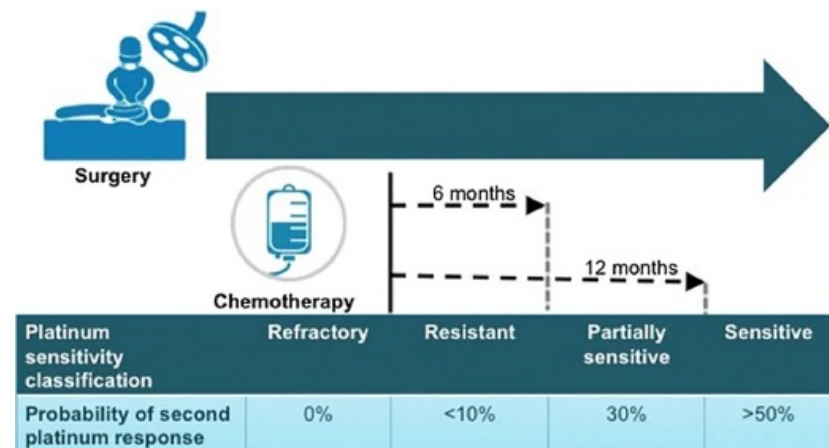 Surgery
6 months
12 months
Chemotherapy
Platinum sensitivity classification Refractory Resistant Partially sensitive Sensitive
Probability of second platinum response 0% <10% 30% >50%